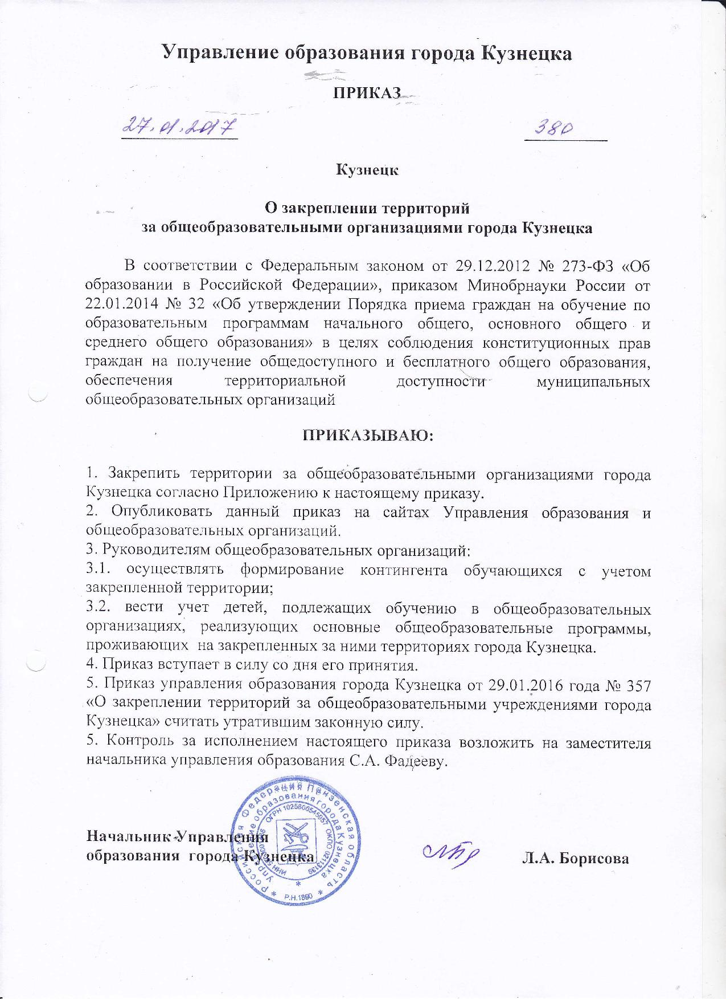 Управление образования города Кузнецка
ПРИКАЗ
27.01.2017 380
Кузнецк
О закреплении территорий
за общеобразовательными организациями города Кузнецка
В соответствии с Федеральным законом от 29.12.2012 № 273-ФЗ «Об
образовании в Российской Федерации», приказом Минобрнауки России от
22.01.2014 № 32 «Об утверждении Порядка приема граждан на обучение по
образовательным программам начального общего, основного общего и
среднего общего образования» в целях соблюдения конституционных прав
граждан на получение общедоступного и бесплатного общего образования,
обеспечения территориальной доступности муниципальных
общеобразовательных организаций
ПРИКАЗЫВАЮ:
1. Закрепить территории за общеобразовательными организациями города
Кузнецка согласно Приложению к настоящему приказу.
2. Опубликовать данный приказ на сайтах Управления образования и
общеобразовательных организаций.
3. Руководителям общеобразовательных организаций:
3.1. осуществлять формирование контингента обучающихся с учетом
закрепленной территории;
3.2. вести учет детей, подлежащих обучению в общеобразовательных
организациях, реализующих основные общеобразовательные программы,
проживающих на закрепленных за ними территориях города Кузнецка.
4. Приказ вступает в силу со дня его принятия.
5. Приказ управления образования города Кузнецка от 29.01.2016 года № 357
«О закреплении территорий за общеобразовательными учреждениями города
Кузнецка» считать утратившим законную силу.
5. Контроль за исполнением настоящего приказа возложить на заместителя
начальника управления образования С.А. Фадееву.
Начальник Управления
образования города Кузнецка Л.А. Борисова
Российская Федерация Пензенская область
Управление образования города Кузнецка
ОГРН 1025800545957 ОКПО 02113139
ИНН
Р.Н.1890